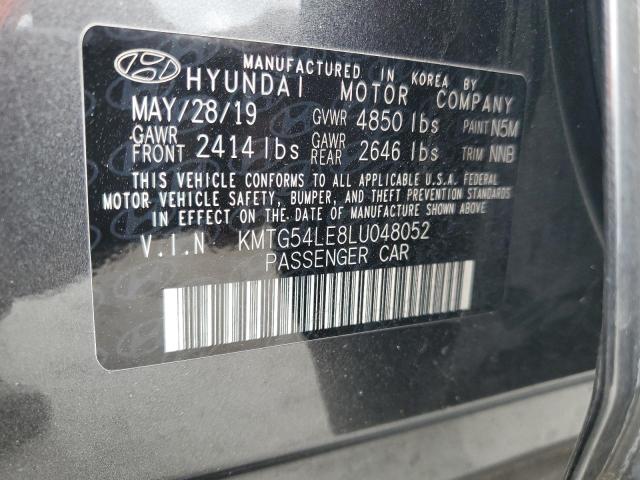 MANUFACTURED IN KOREA BY
HYUNDAI MOTOR COMPANY
MAY/28/19 GVWR 4850 lbs PAINT N5M
GAWR FRONT 2414 lbs GAWR REAR 2646 lbs TRIM NNB
THIS VEHICLE CONFORMS TO ALL APPLICABLE U.S.A. FEDERAL
MOTOR VEHICLE SAFETY, BUMPER, AND THEFT PREVENTION STANDARDS
IN EFFECT ON THE DATE OF MANUFACTURE SHOWN ABOVE.
V.I.N KMTG54LE8LU048052
PASSENGER CAR